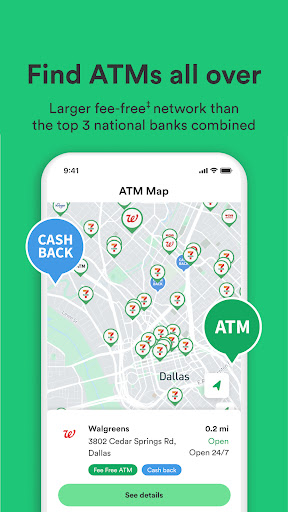 Find ATMs all over
Larger fee-free‡ network than
the top 3 national banks combined
9:41
ATM Map
CASH
BACK
ATM
Dallas
Walgreens
0.2 mi
3802 Cedar Springs Rd,
Open
Dallas
Open 24/7
Fee Free ATM
Cash back
See details